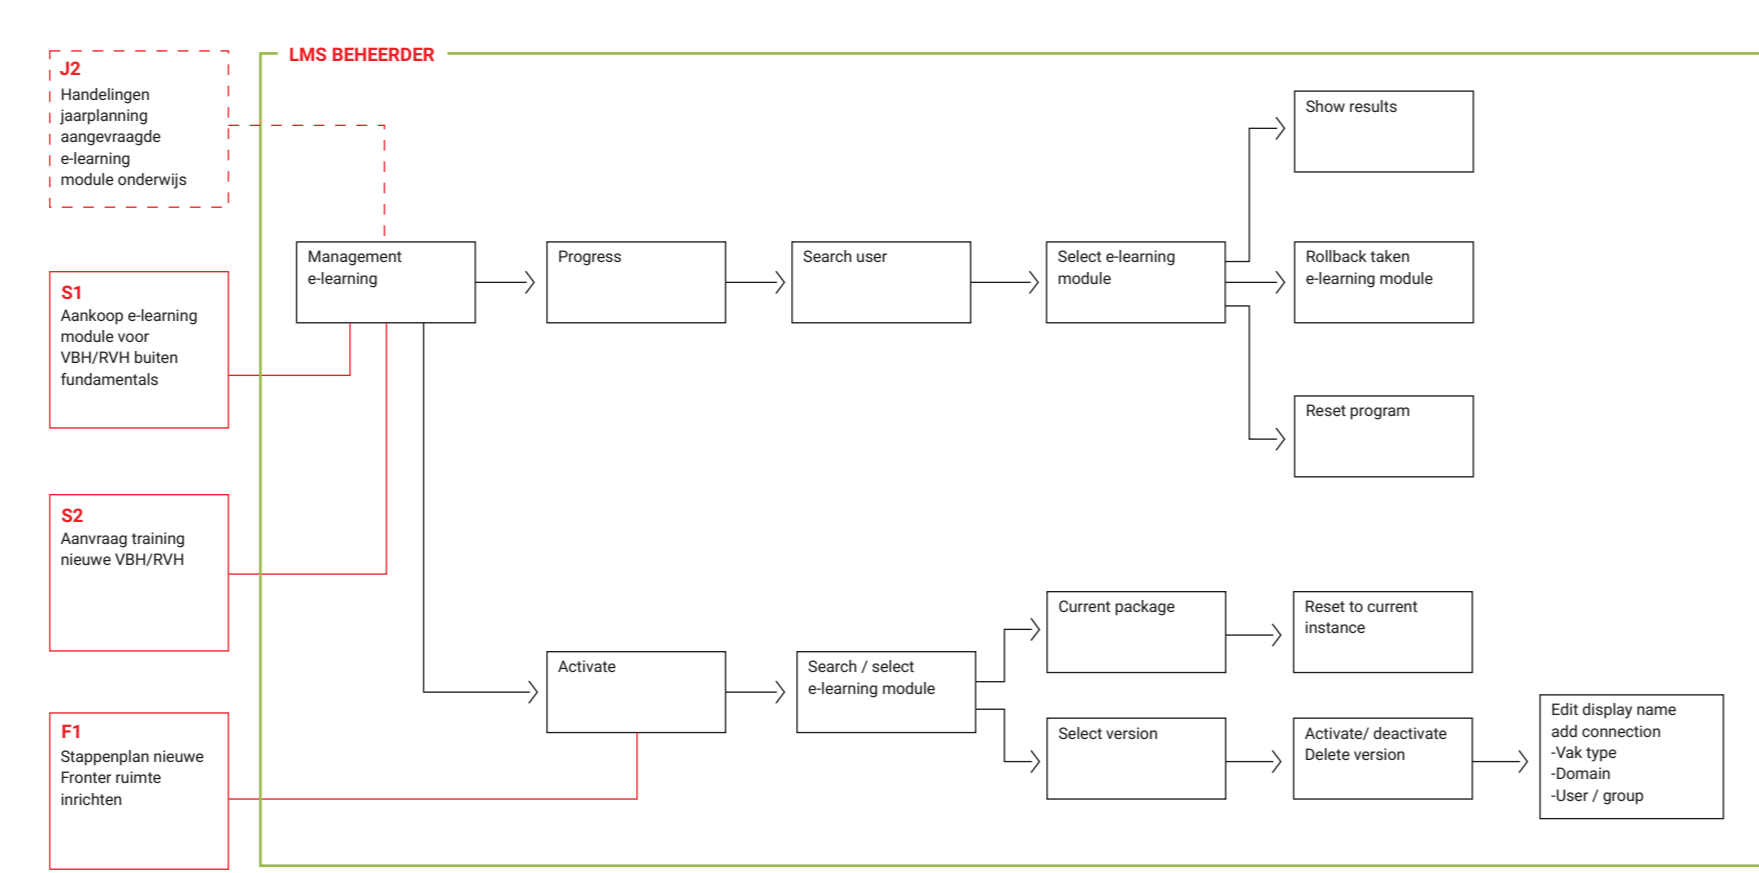 LMS BEHEERDER
J2
Handelingen
jaarplanning
aangevraagde
e-learning
module onderwijs
S1
Aankoop e-learning
module voor
VBH/RVH buiten
fundamentals
S2
Aanvraag training
nieuwe VBH/RVH
F1
Stappenplan nieuwe
Fronter ruimte
inrichten
Management
e-learning
Progress
Search user
Select e-learning
module
Show results
Rollback taken
e-learning module
Reset program
Activate
Search / select
e-learning module
Current package
Reset to current
instance
Select version
Activate/ deactivate
Delete version
Edit display name
add connection
-Vak type
-Domain
-User / group